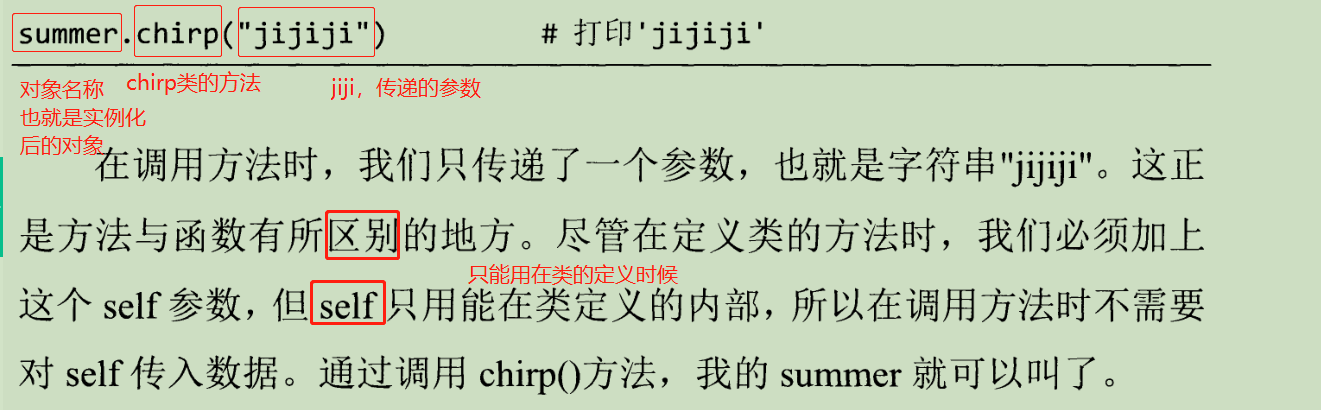 summer.chirp("jijiji")          # 打印'jijiji'
对象名称
也就是实例化
后的对象
chirp类的方法
jiji，传递的参数
在调用方法时，我们只传递了一个参数，也就是字符串"jijiji"。这正
是方法与函数有所区别的地方。尽管在定义类的方法时，我们必须加上
只能用在类的定义时候
这个 self 参数，但 self 只用能在类定义的内部，所以在调用方法时不需要
对 self 传入数据。通过调用 chirp()方法，我的 summer 就可以叫了。